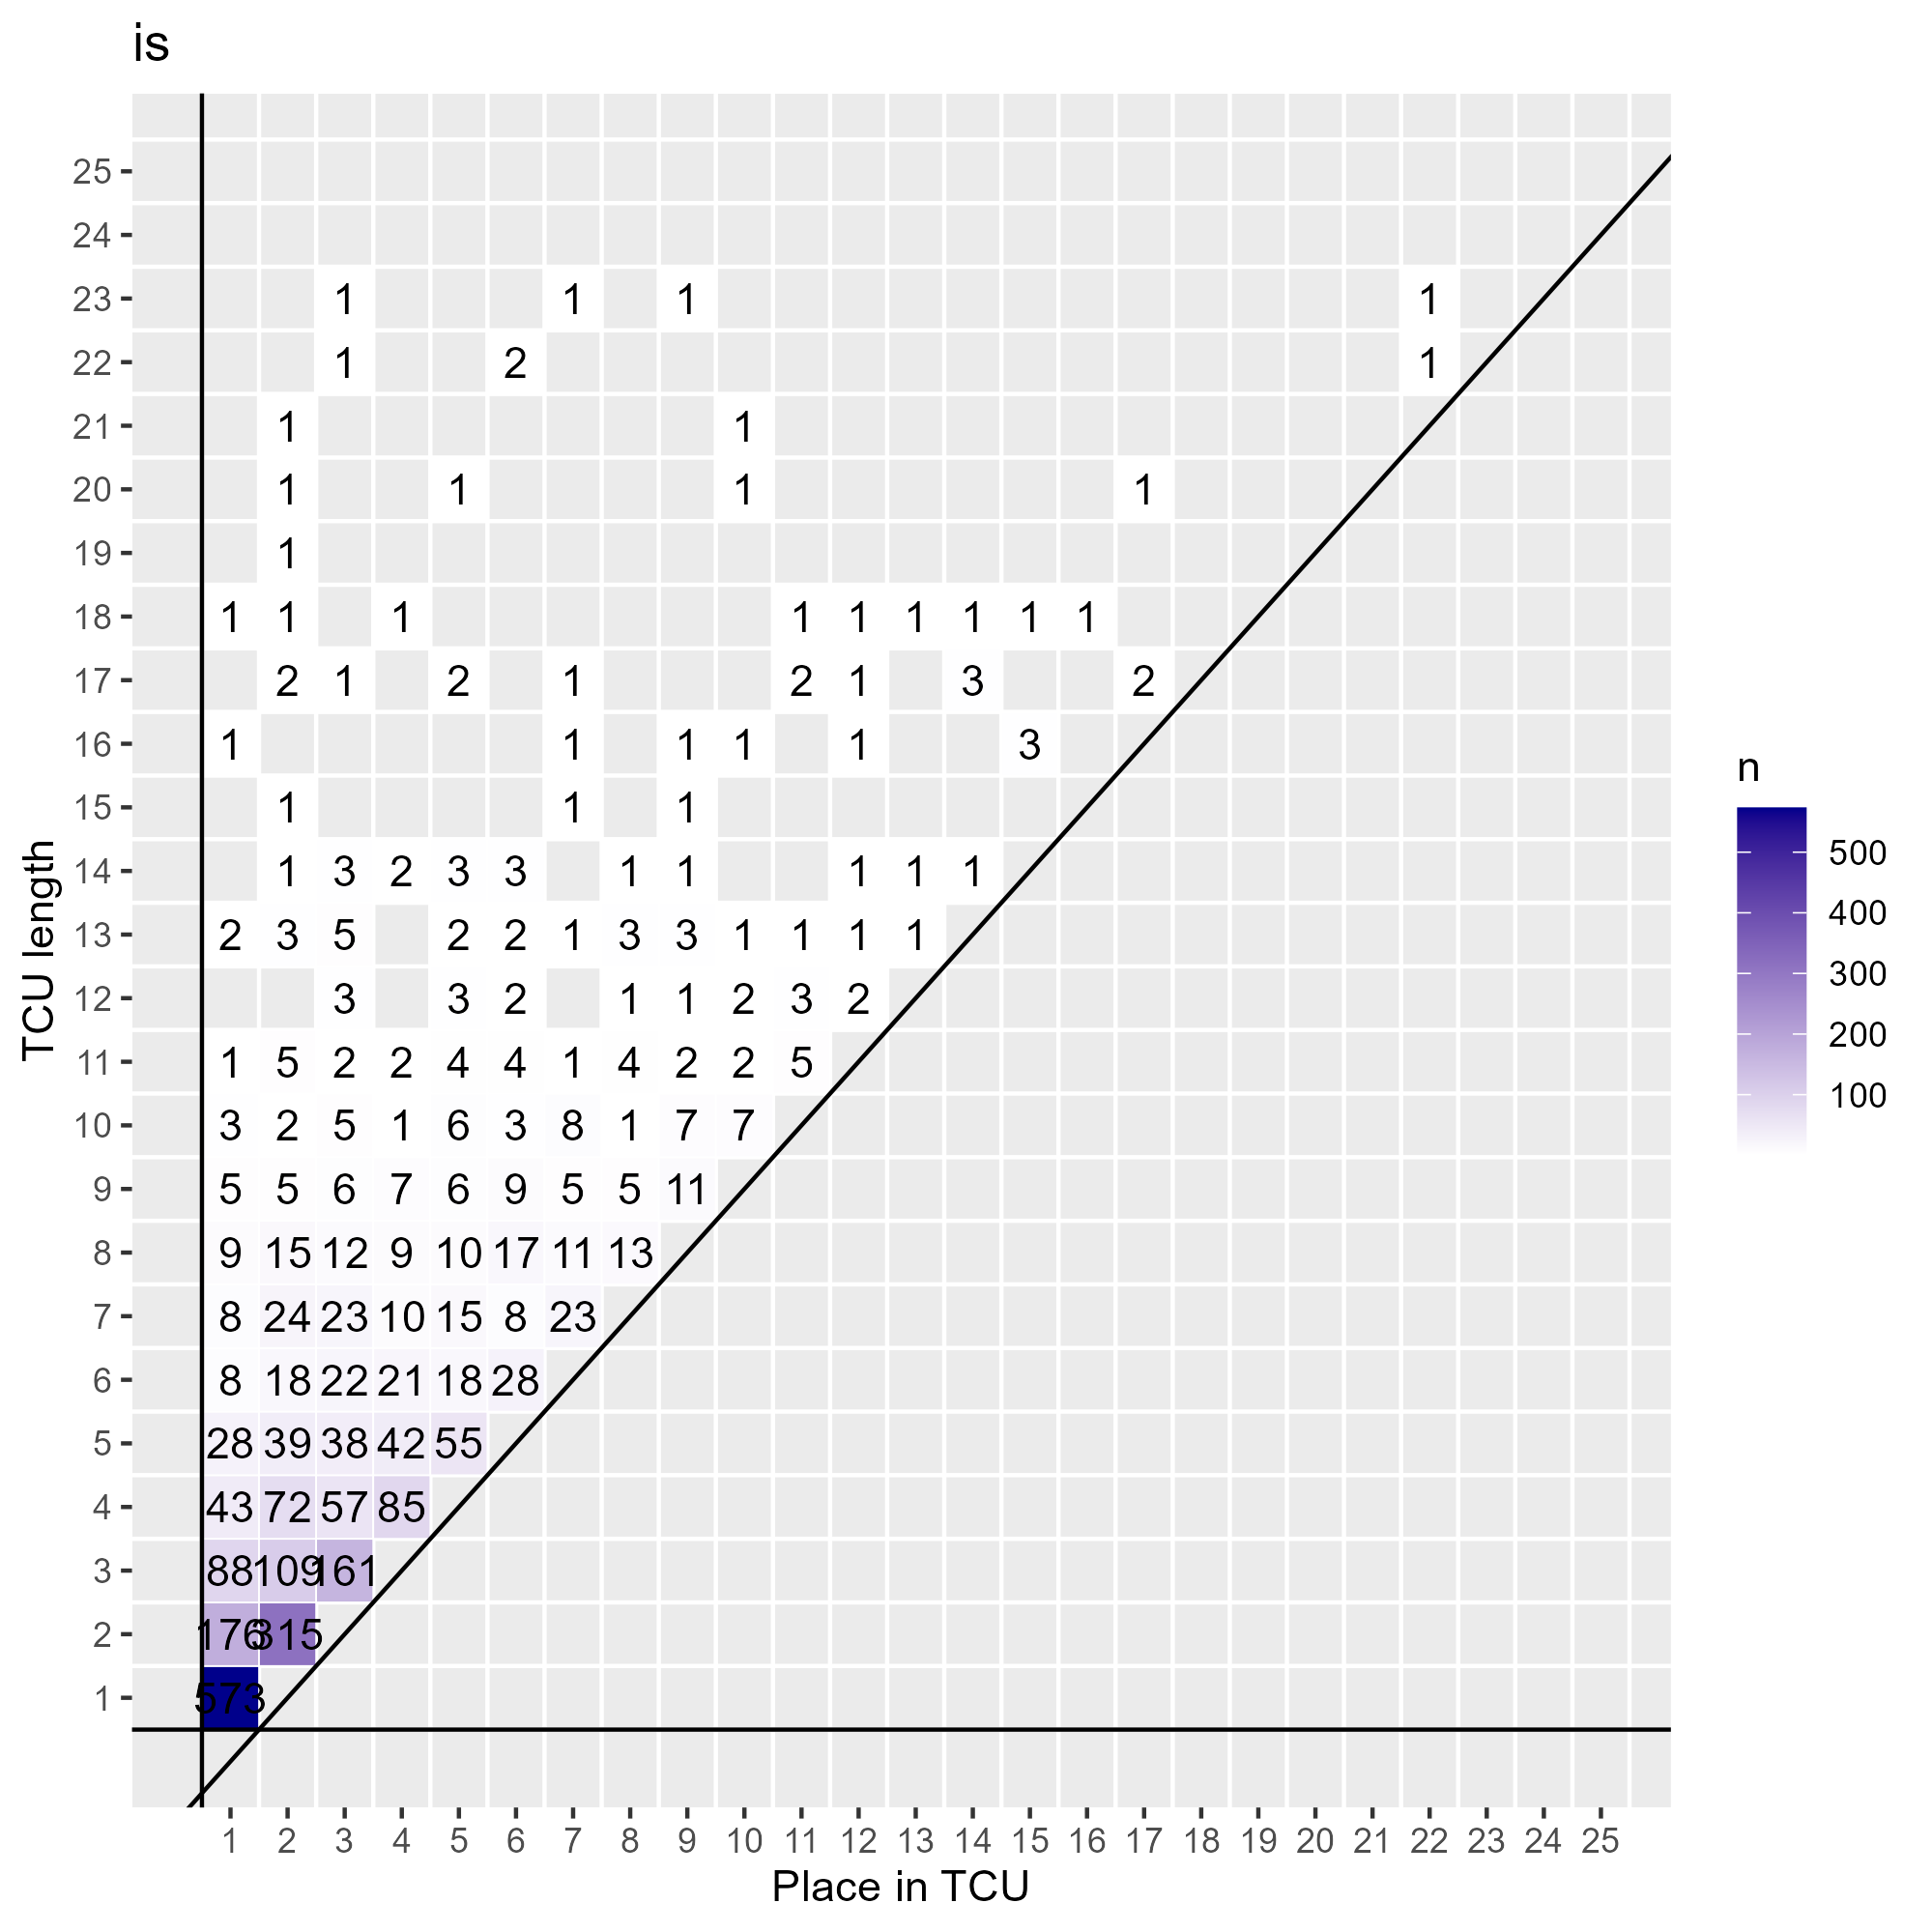 is
25
24
23 1 1 1 1
22 1 2 1
21 1 1
20 1 1 1 1
19 1
18 1 1 1 1 1 1 1 1 1
17 2 1 2 1 2 1 3 2
16 1 1 1 1 1 3
15 1 1 1
14 1 3 2 3 3 1 1 1 1 1
13 2 3 5 2 2 1 3 3 1 1 1 1
12 3 3 2 1 1 2 3 2
11 1 5 2 2 4 4 1 4 2 2 5
10 3 2 5 1 6 3 8 1 7 7
9 5 5 6 7 6 9 5 5 11
8 9 15 12 9 10 17 11 13
7 8 24 23 10 15 8 23
6 8 18 22 21 18 28
5 28 39 38 42 55
4 43 72 57 85
3 88 109 161
2 176 315
1 573
1 2 3 4 5 6 7 8 9 10 11 12 13 14 15 16 17 18 19 20 21 22 23 24 25
Place in TCU
TCU length
n
500
400
300
200
100